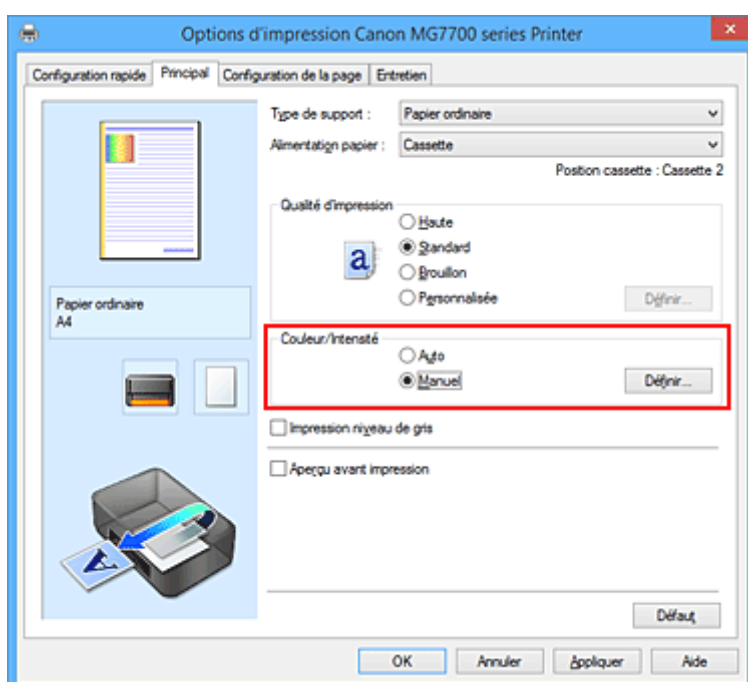 Options d'impression Canon MG7700 series Printer
Configuration rapide Principal Configuration de la page Entretien
Type de support : Papier ordinaire
Alimentation papier : Cassette
Postion cassette : Cassette 2
Qualité d'impression
Haute
a Standard
Brouillon
Papier ordinaire
A4
Personnalisée Définir...
Couleur/Intensité
Auto
Manuel Définir...
Impression niveau de gris
Aperçu avant impression
A
Défaut
OK Annuler Appliquer Aide